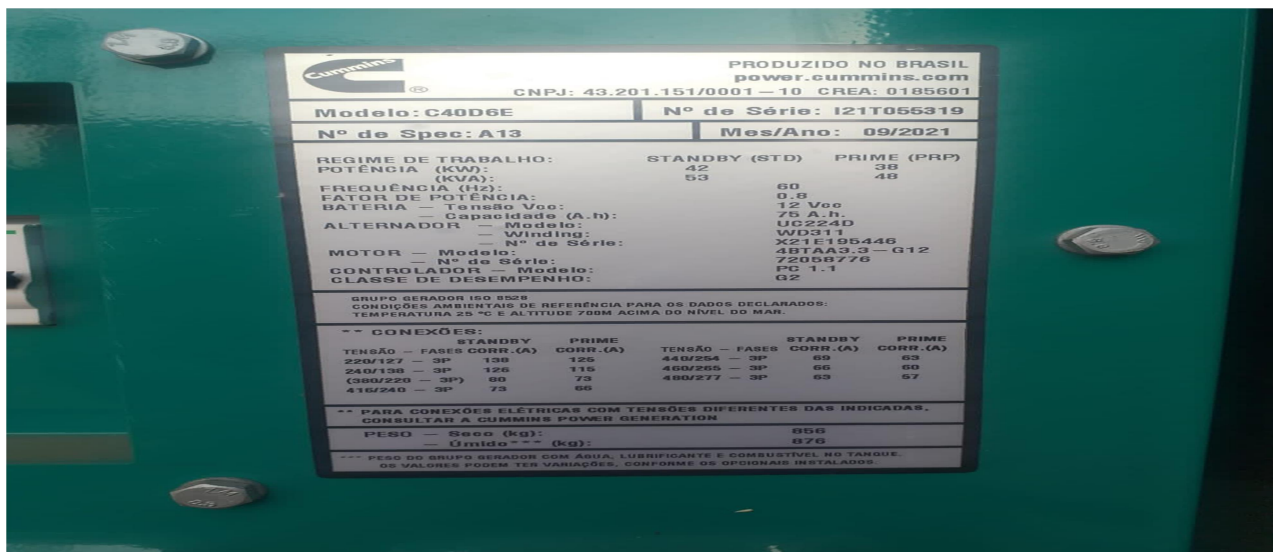 Cummins
®
PRODUZIDO NO BRASIL
power.cummins.com
CNPJ: 43.201.151/0001 – 10 CREA: 0185601
Modelo: C40D6E Nº de Série: I21T055319
Nº de Spec: A13 Mes/Ano: 09/2021
REGIME DE TRABALHO: STANDBY (STD) PRIME (PRP)
POTÊNCIA (KW): 42 38
(KVA): 53 48
FREQUÊNCIA (Hz): 60
FATOR DE POTÊNCIA: 0.8
BATERIA – Tensão Vcc: 12 Vcc
– Capacidade (A.h): 75 A.h.
ALTERNADOR – Modelo: UC224D
– Winding: WD311
– Nº de Série: X21E195446
MOTOR – Modelo: 4BTAA3.3–G12
– Nº de Série: 72058776
CONTROLADOR – Modelo: PC 1.1
CLASSE DE DESEMPENHO: G2
GRUPO GERADOR ISO 8528
CONDIÇÕES AMBIENTAIS DE REFERÊNCIA PARA OS DADOS DECLARADOS:
TEMPERATURA 25 ºC E ALTITUDE 700M ACIMA DO NÍVEL DO MAR.
** CONEXÕES:
STANDBY PRIME STANDBY PRIME
TENSÃO – FASES CORR.(A) CORR.(A) TENSÃO – FASES CORR.(A) CORR.(A)
220/127 – 3P 138 125 440/254 – 3P 69 63
240/138 – 3P 126 115 460/265 – 3P 66 60
(380/220 – 3P) 80 73 480/277 – 3P 63 57
416/240 – 3P 73 66
** PARA CONEXÕES ELÉTRICAS COM TENSÕES DIFERENTES DAS INDICADAS,
CONSULTAR A CUMMINS POWER GENERATION
PESO – Seco (kg): 856
– Úmido*** (kg): 876
*** PESO DO GRUPO GERADOR COM ÁGUA, LUBRIFICANTE E COMBUSTÍVEL NO TANQUE.
OS VALORES PODEM TER VARIAÇÕES, CONFORME OS OPCIONAIS INSTALADOS.